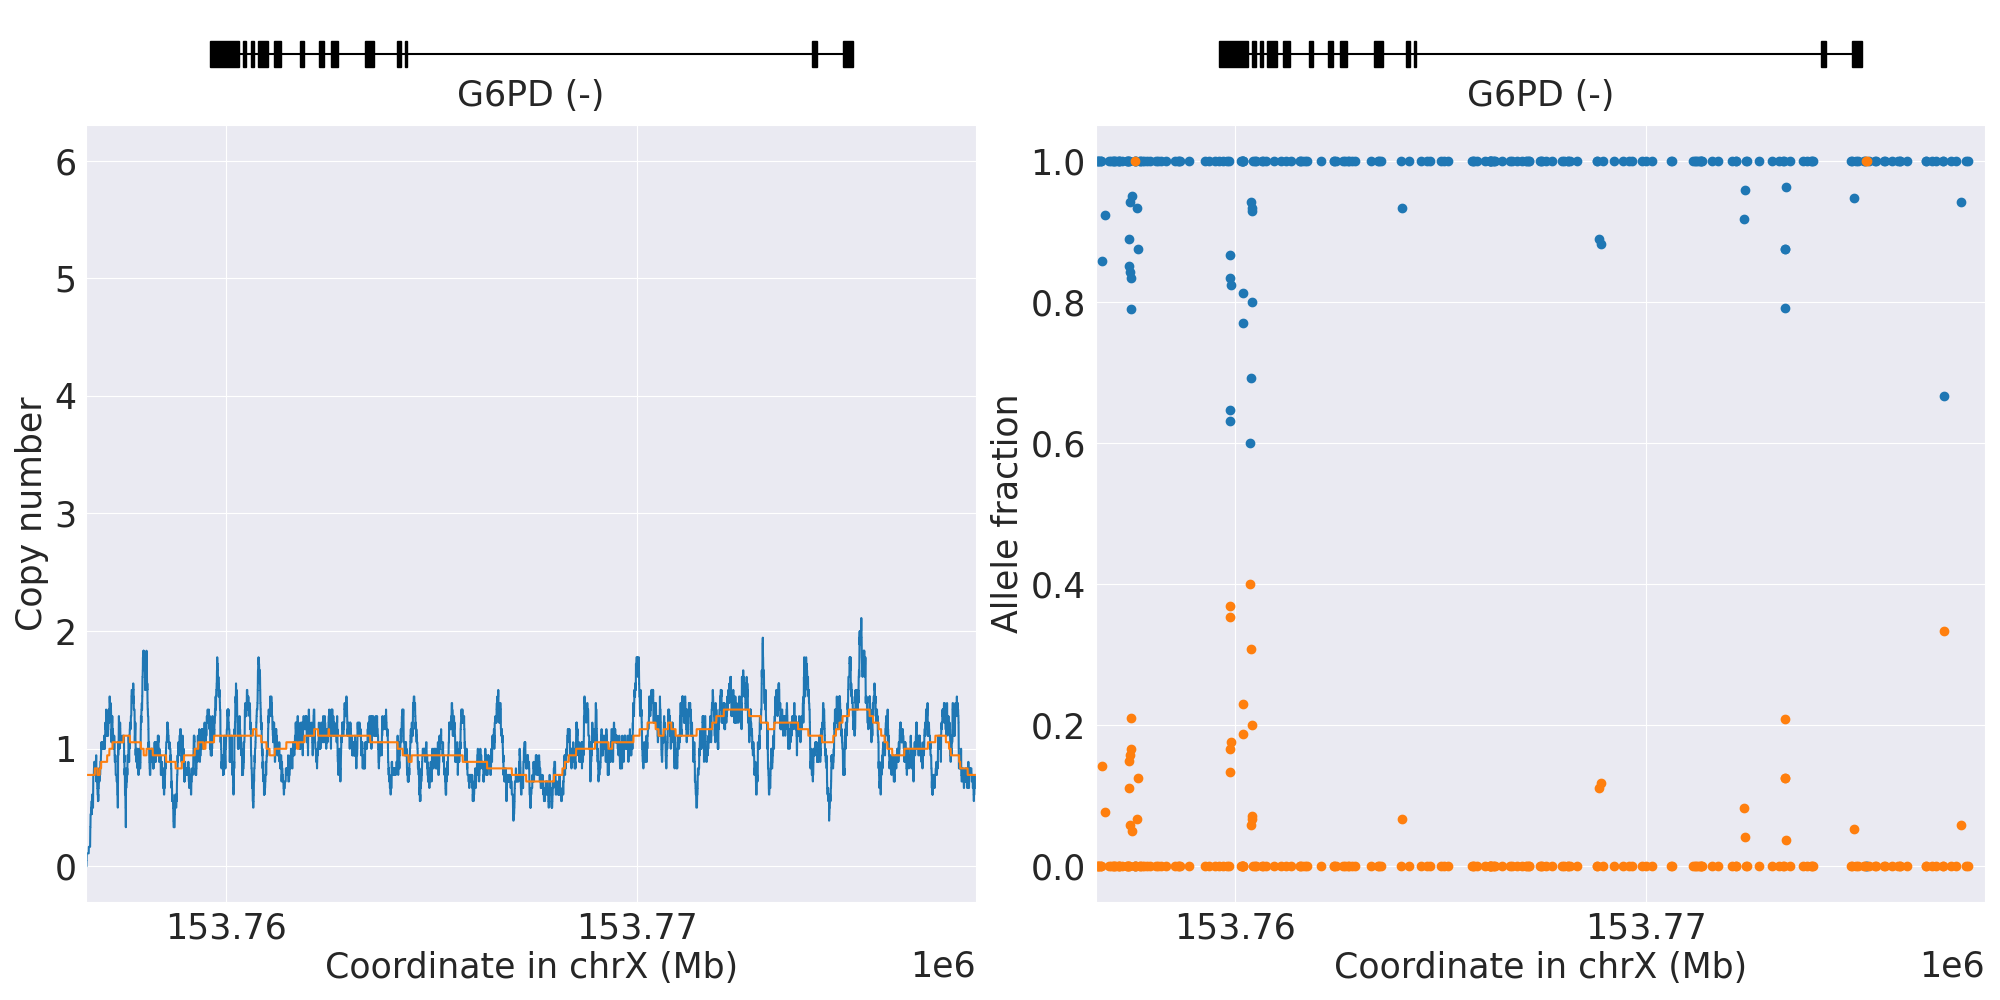 G6PD (-)
6
5
4
3
2
1
0
Copy number
153.76
153.77
Coordinate in chrX (Mb)
1e6
G6PD (-)
1.0
0.8
0.6
0.4
0.2
0.0
Allele fraction
153.76
153.77
Coordinate in chrX (Mb)
1e6